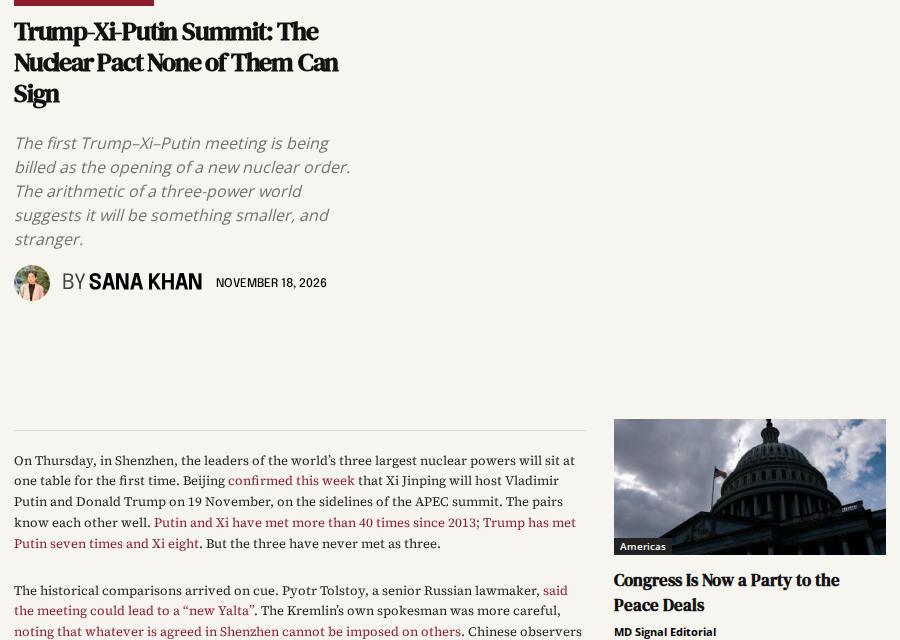 Trump-Xi-Putin Summit: The
Nuclear Pact None of Them Can
Sign
The first Trump–Xi–Putin meeting is being
billed as the opening of a new nuclear order.
The arithmetic of a three-power world
suggests it will be something smaller, and
stranger.
BY SANA KHAN NOVEMBER 18, 2026
On Thursday, in Shenzhen, the leaders of the world’s three largest nuclear powers will sit at
one table for the first time. Beijing confirmed this week that Xi Jinping will host Vladimir
Putin and Donald Trump on 19 November, on the sidelines of the APEC summit. The pairs
know each other well. Putin and Xi have met more than 40 times since 2013; Trump has met
Putin seven times and Xi eight. But the three have never met as three.
The historical comparisons arrived on cue. Pyotr Tolstoy, a senior Russian lawmaker, said
the meeting could lead to a “new Yalta”. The Kremlin’s own spokesman was more careful,
noting that whatever is agreed in Shenzhen cannot be imposed on others. Chinese observers
Americas
Congress Is Now a Party to the
Peace Deals
MD Signal Editorial